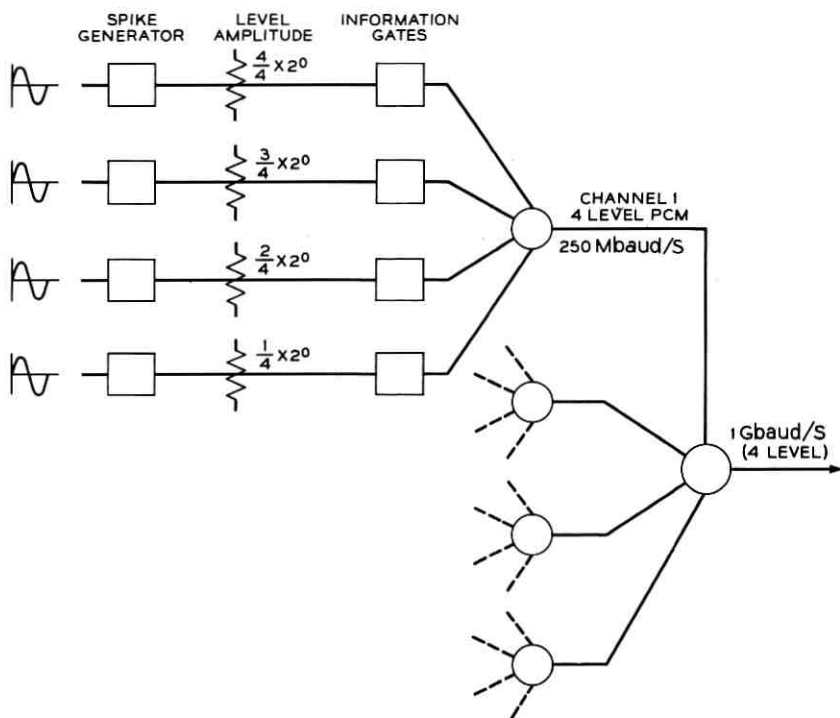 SPIKE GENERATOR
LEVEL AMPLITUDE
INFORMATION GATES
4/4 X 2⁰
3/4 X 2⁰
2/4 X 2⁰
1/4 X 2⁰
CHANNEL 1
4 LEVEL PCM
250 Mbaud/S
1 Gbaud/S
(4 LEVEL)